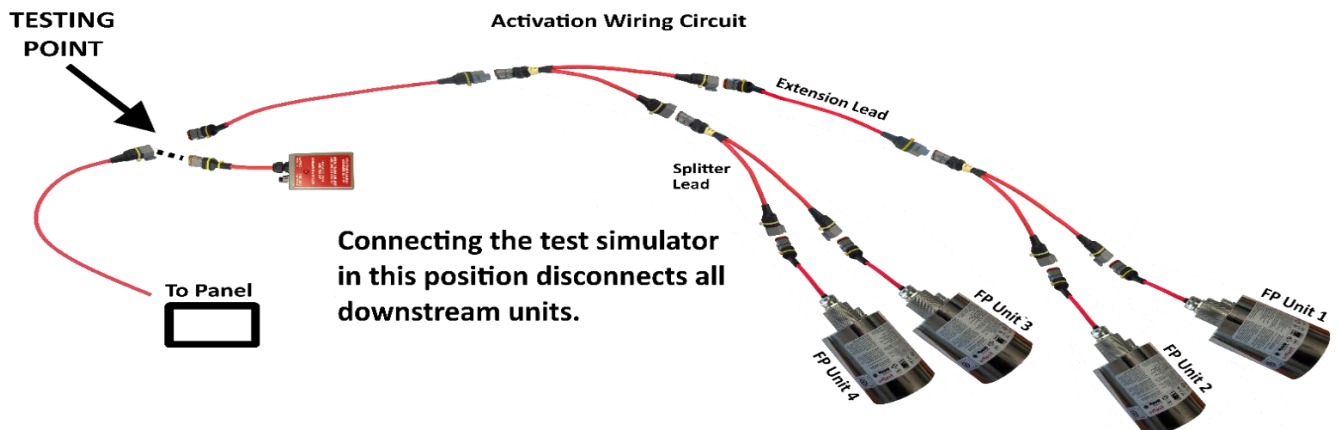 TESTING
POINT
Activation Wiring Circuit
Extension Lead
Splitter
Lead
Connecting the test simulator
in this position disconnects all
downstream units.
To Panel
FP Unit 4
FP Unit 3
FP Unit 2
FP Unit 1